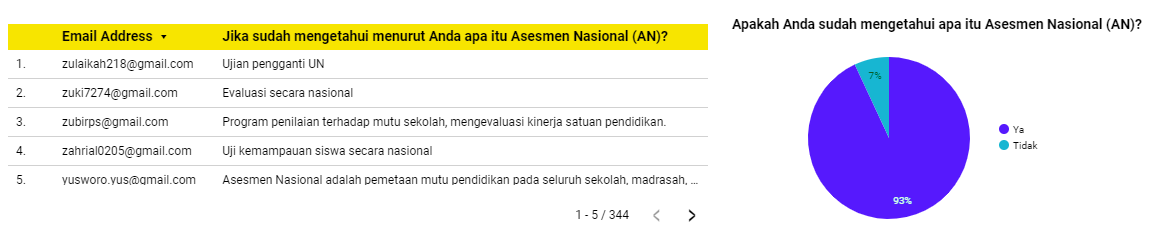 Email Address Jika sudah mengetahui menurut Anda apa itu Asesmen Nasional (AN)?
1. zulaikah218@gmail.com Ujian pengganti UN
2. zuki7274@gmail.com Evaluasi secara nasional
3. zubirps@gmail.com Program penilaian terhadap mutu sekolah, mengevaluasi kinerja satuan pendidikan.
4. zahrial0205@gmail.com Uji kemampuan siswa secara nasional
5. yusworo.yus@gmail.com Asesmen Nasional adalah pemetaan mutu pendidikan pada seluruh sekolah, madrasah, ...
1 - 5 / 344
Apakah Anda sudah mengetahui apa itu Asesmen Nasional (AN)?
7%
93%
Ya
Tidak